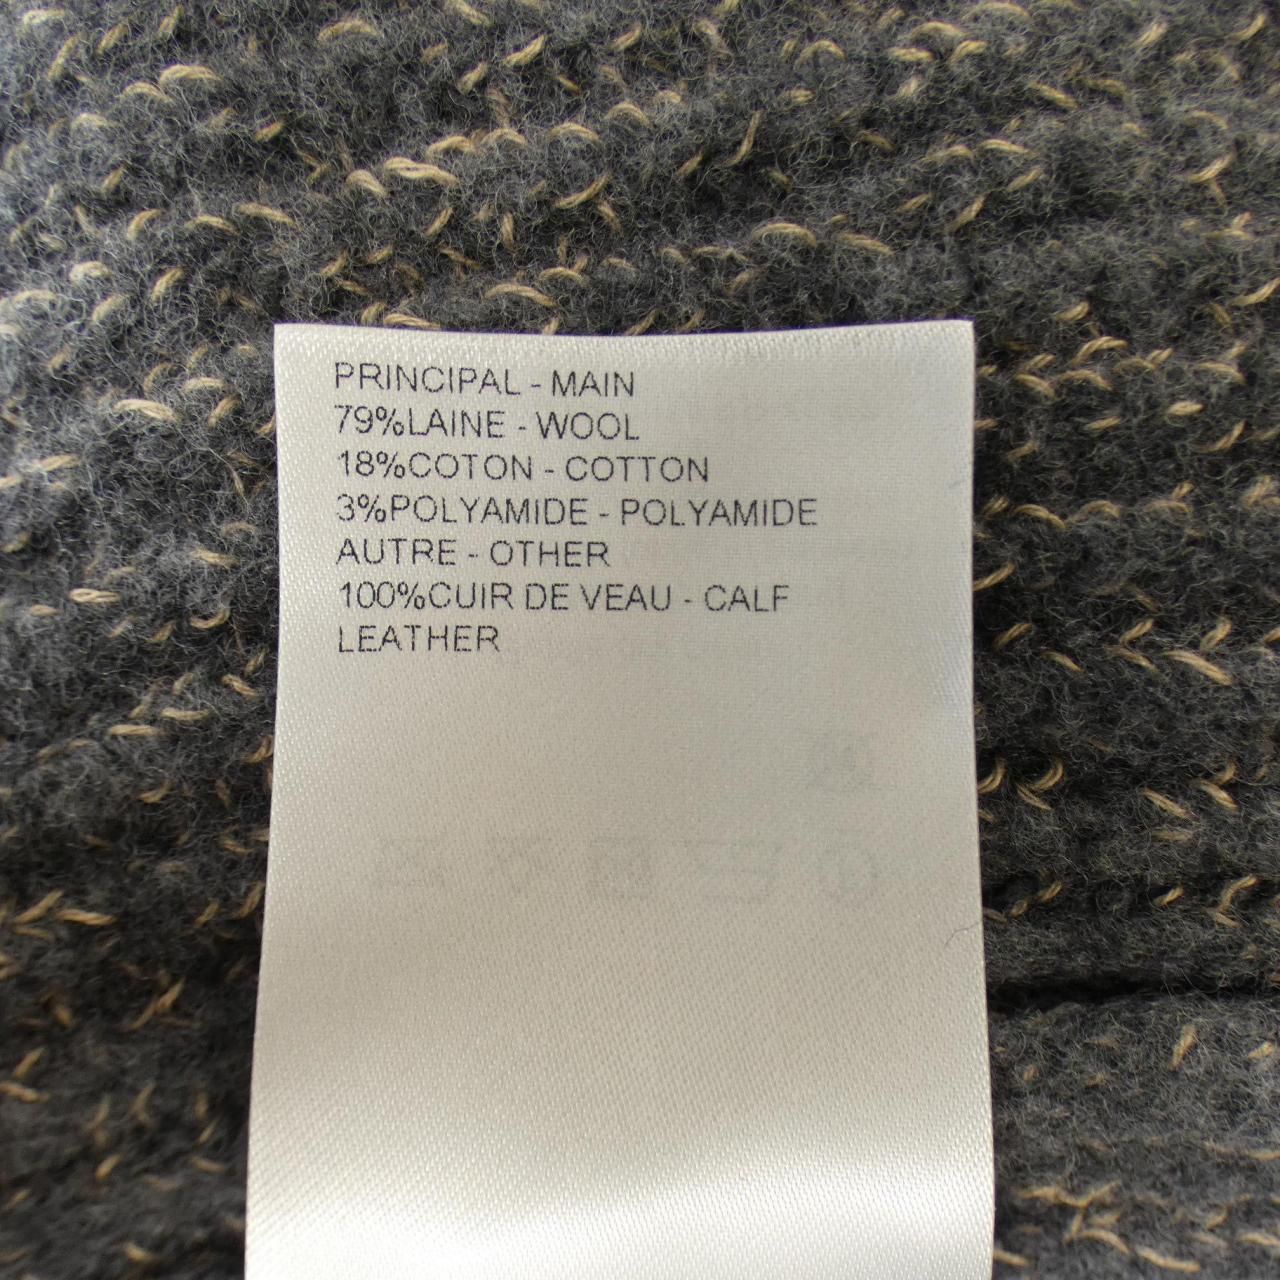 PRINCIPAL - MAIN
79%LAINE - WOOL
18%COTON - COTTON
3%POLYAMIDE - POLYAMIDE
AUTRE - OTHER
100%CUIR DE VEAU - CALF
LEATHER